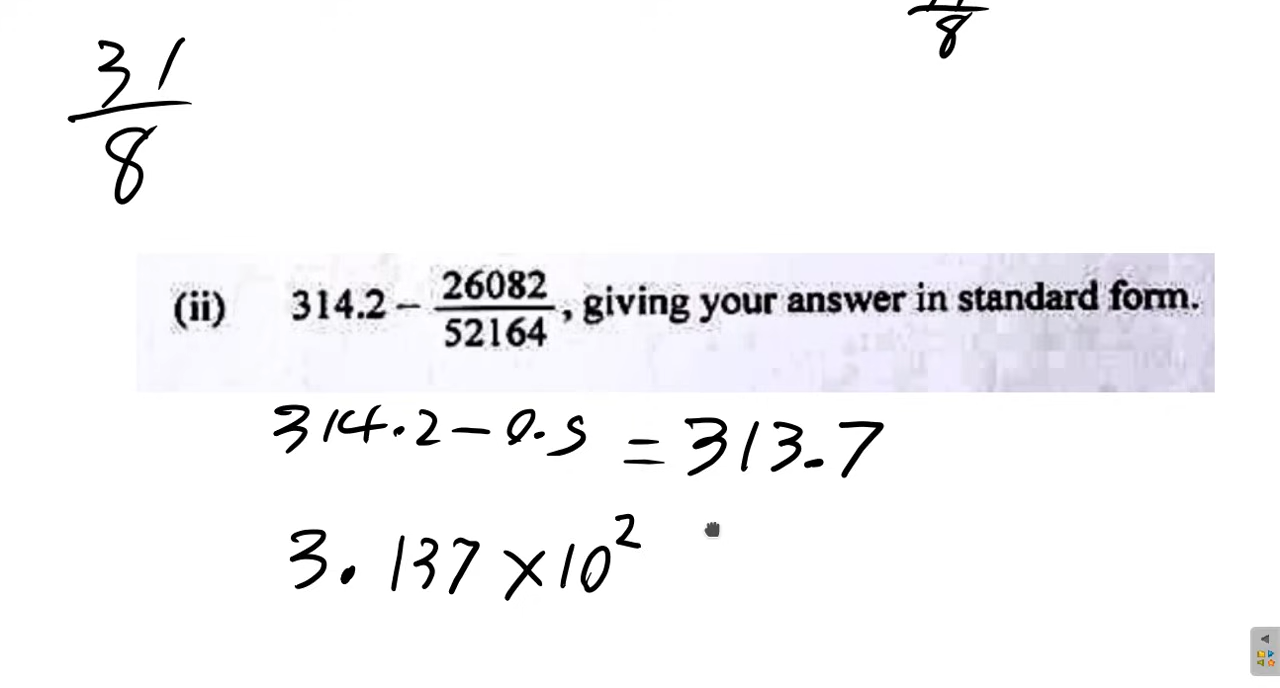 31
8
8
(ii) 314.2 – 26082/52164, giving your answer in standard form.
314.2 – 0.5 = 313.7
3.137 × 10²